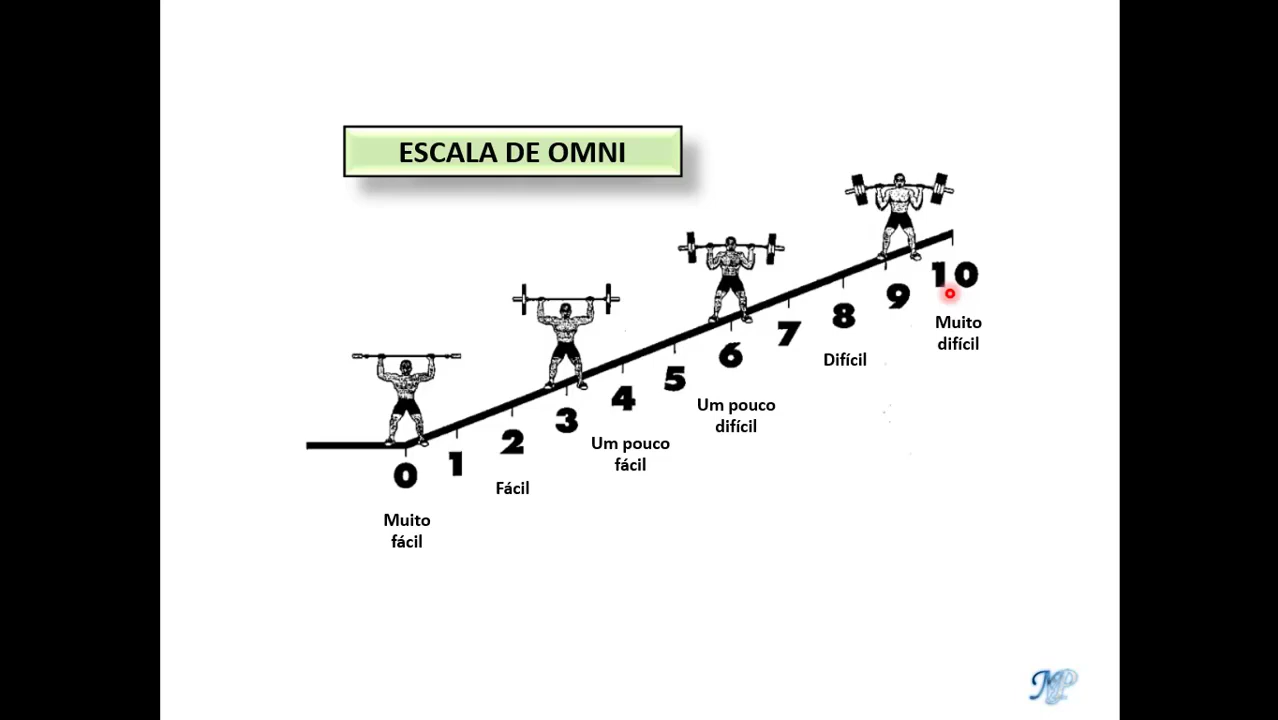 ESCALA DE OMNI
0
1
2
3
4
5
6
7
8
9
10
Muito
fácil
Fácil
Um pouco
fácil
Um pouco
difícil
Difícil
Muito
difícil
MP